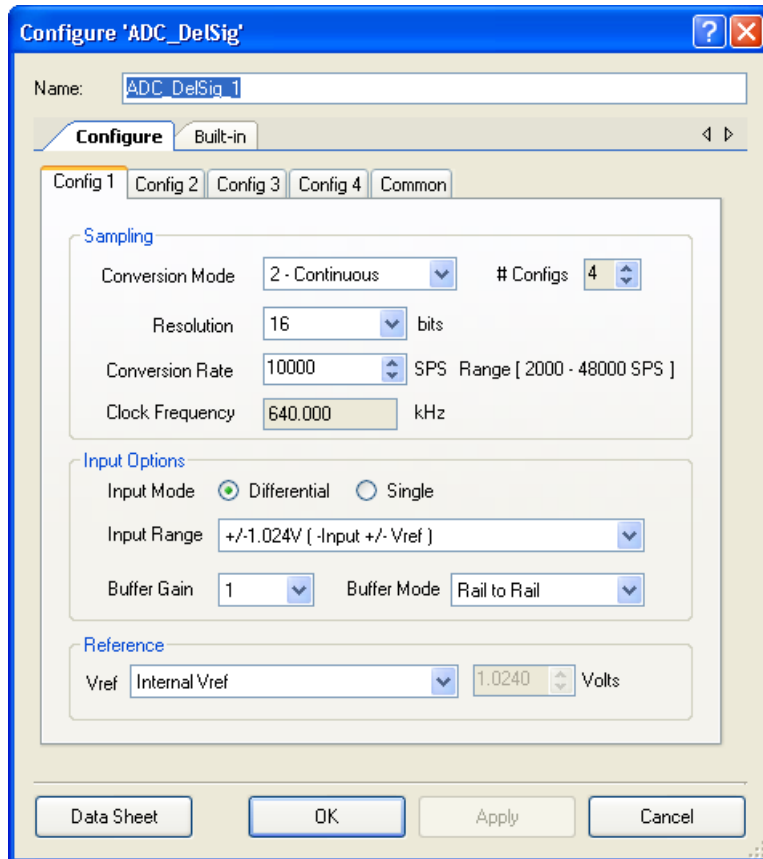 Configure 'ADC_DelSig'
Name: ADC_DelSig_1
Configure Built-in
Config 1 Config 2 Config 3 Config 4 Common
Sampling
Conversion Mode 2 - Continuous # Configs 4
Resolution 16 bits
Conversion Rate 10000 SPS Range [ 2000 - 48000 SPS ]
Clock Frequency 640.000 kHz
Input Options
Input Mode Differential Single
Input Range +/-1.024V ( -Input +/- Vref )
Buffer Gain 1 Buffer Mode Rail to Rail
Reference
Vref Internal Vref 1.0240 Volts
Data Sheet OK Apply Cancel